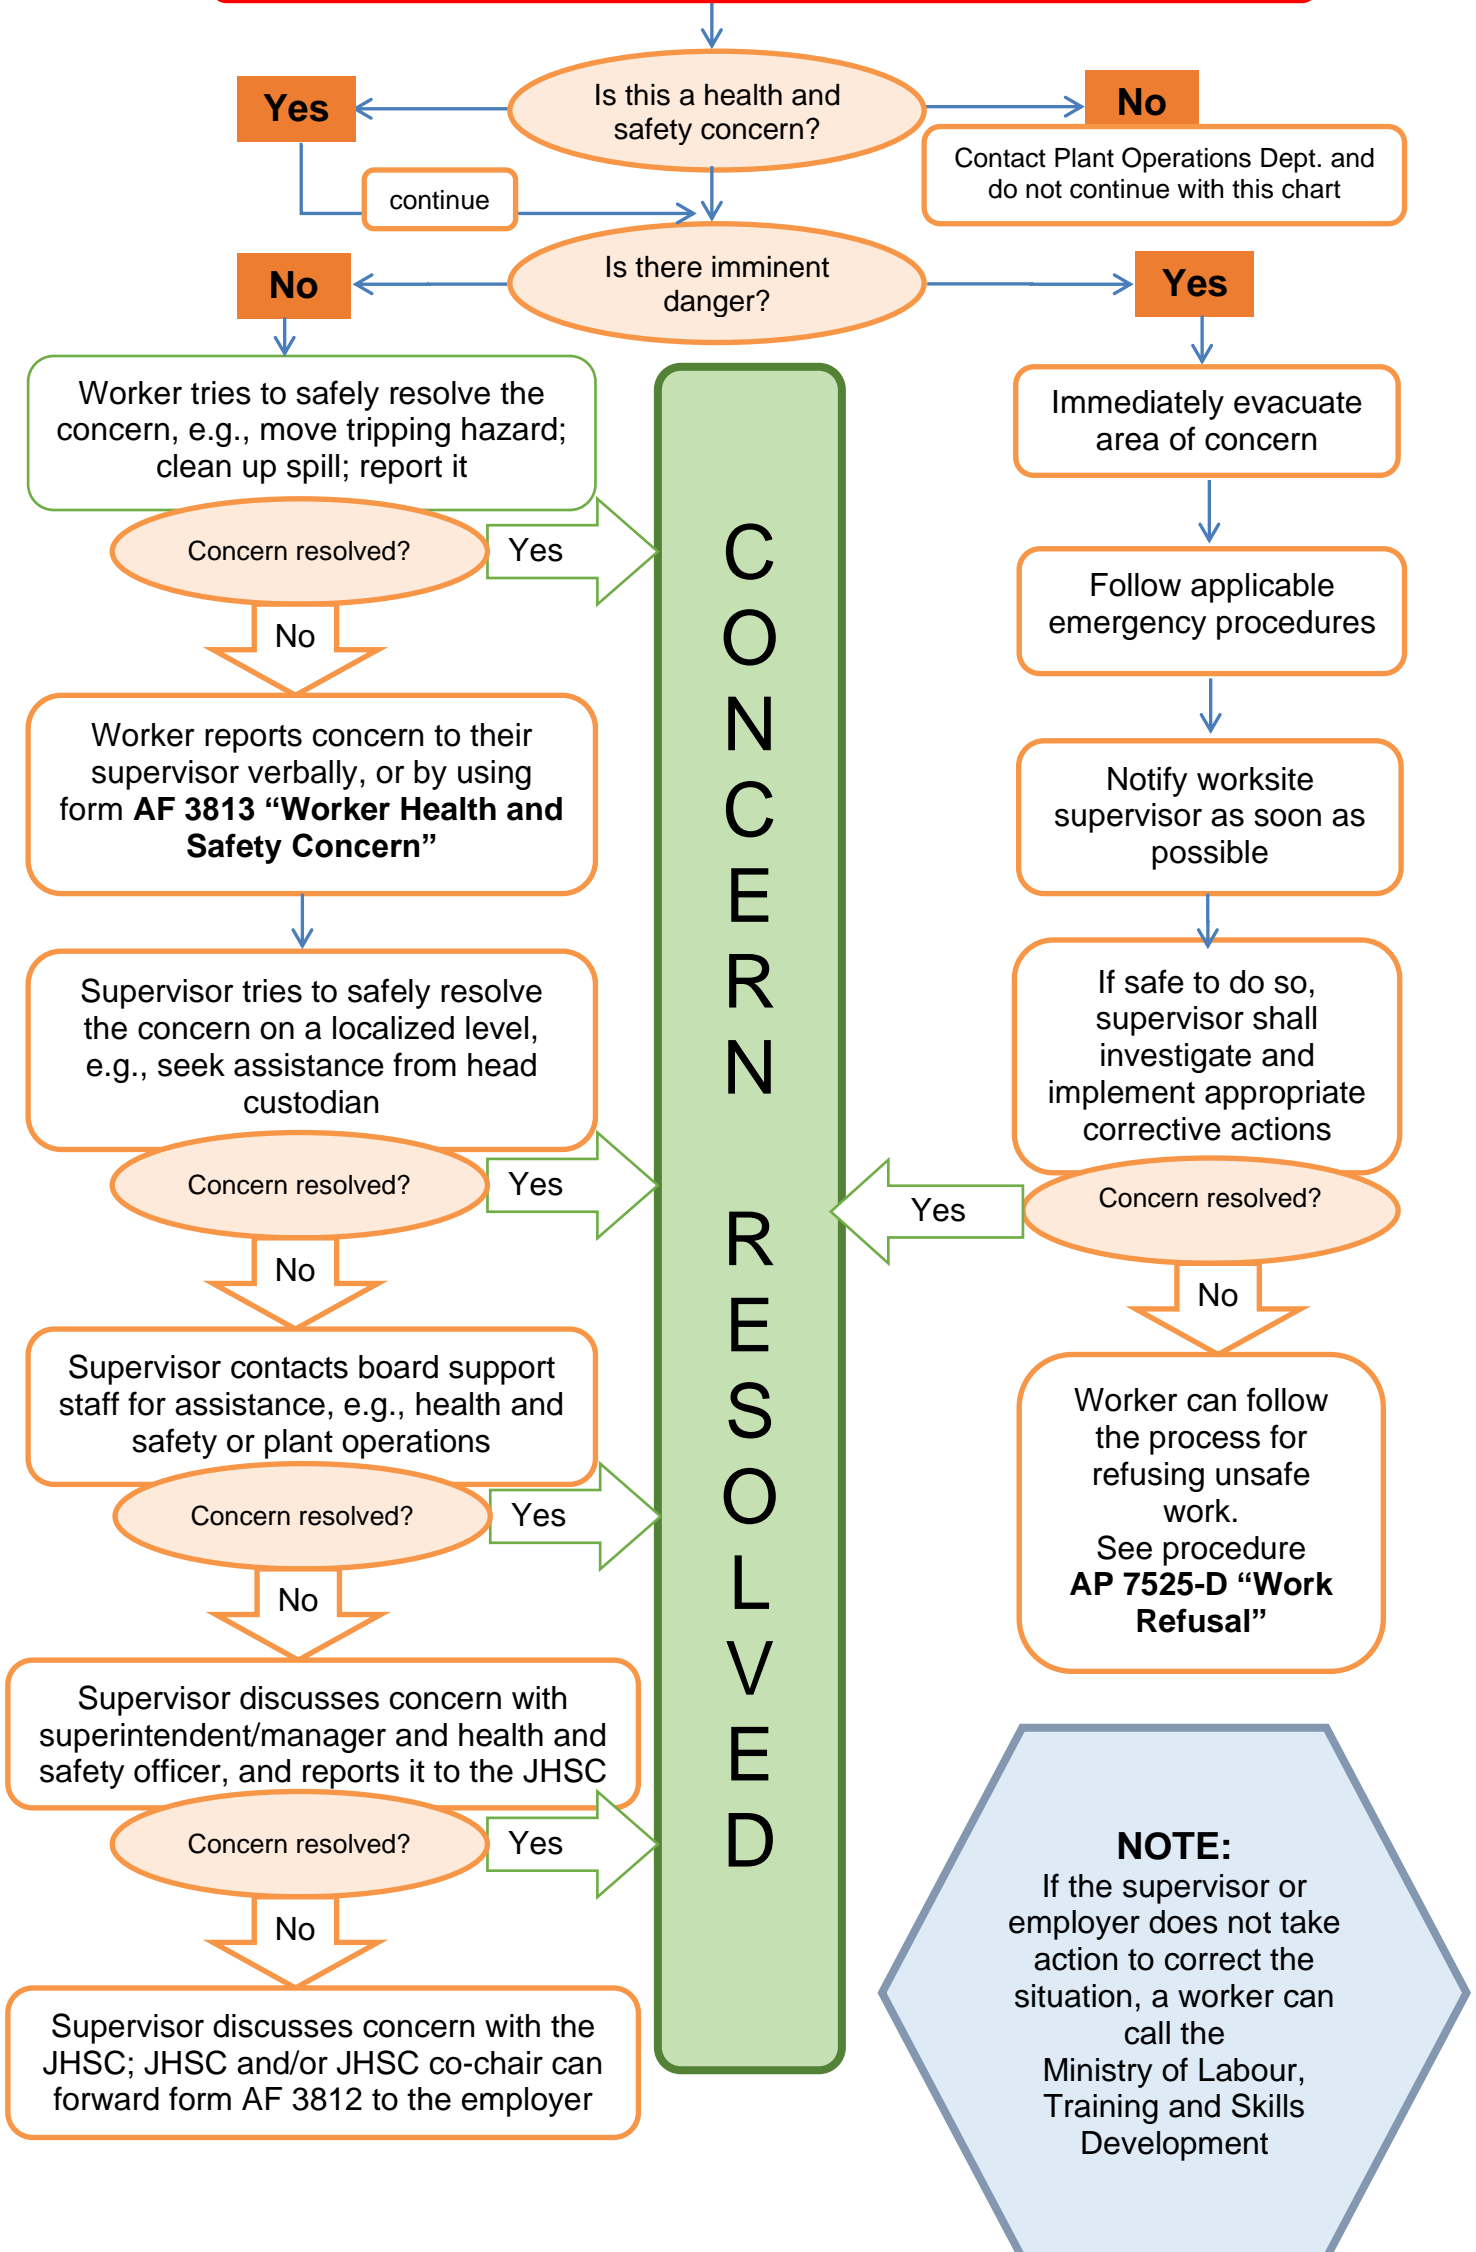 Is this a health and
safety concern?
Yes
No
Contact Plant Operations Dept. and
do not continue with this chart
continue
Is there imminent
danger?
No
Yes
Worker tries to safely resolve the
concern, e.g., move tripping hazard;
clean up spill; report it
Concern resolved?
Yes
No
Worker reports concern to their
supervisor verbally, or by using
form AF 3813 “Worker Health and
Safety Concern”
Supervisor tries to safely resolve
the concern on a localized level,
e.g., seek assistance from head
custodian
Concern resolved?
Yes
No
Supervisor contacts board support
staff for assistance, e.g., health and
safety or plant operations
Concern resolved?
Yes
No
Supervisor discusses concern with
superintendent/manager and health and
safety officer, and reports it to the JHSC
Concern resolved?
Yes
No
Supervisor discusses concern with the
JHSC; JHSC and/or JHSC co-chair can
forward form AF 3812 to the employer
C
O
N
C
E
R
N
R
E
S
O
L
V
E
D
Immediately evacuate
area of concern
Follow applicable
emergency procedures
Notify worksite
supervisor as soon as
possible
If safe to do so,
supervisor shall
investigate and
implement appropriate
corrective actions
Concern resolved?
Yes
No
Worker can follow
the process for
refusing unsafe
work.
See procedure
AP 7525-D “Work
Refusal”
NOTE:
If the supervisor or
employer does not take
action to correct the
situation, a worker can
call the
Ministry of Labour,
Training and Skills
Development